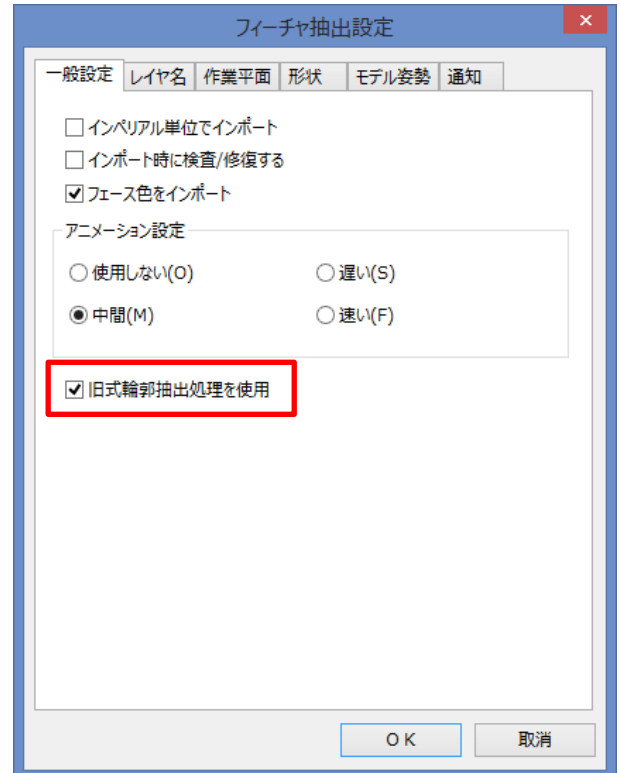 フィーチャ抽出設定
一般設定 レイヤ名 作業平面 形状 モデル姿勢 通知
インペリアル単位でインポート
インポート時に検査/修復する
フェース色をインポート
アニメーション設定
使用しない(O) 遅い(S)
中間(M) 速い(F)
旧式輪郭抽出処理を使用
OK 取消